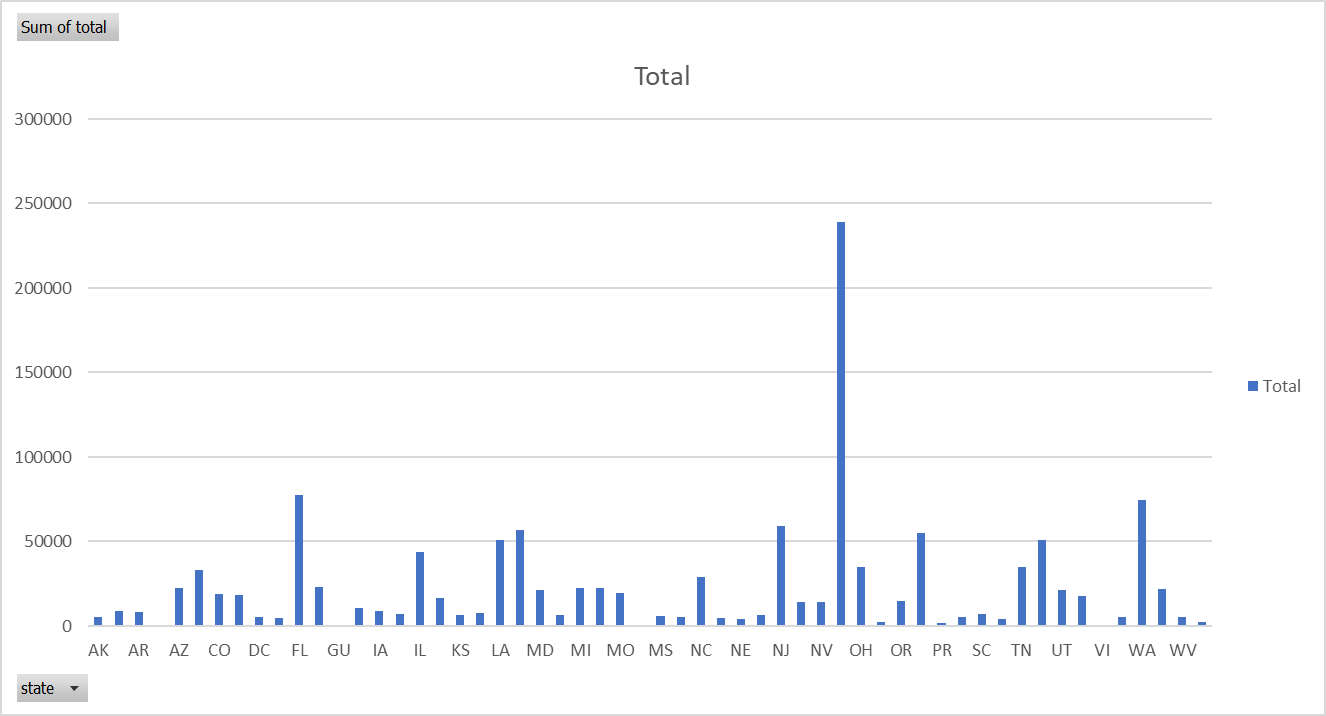 Sum of total
Total
300000
250000
200000
150000
100000
50000
0
AK AR AZ CO DC FL GU IA IL KS LA MD MI MO MS NC NE NJ NV OH OR PR SC TN UT VI WA WV
Total
state